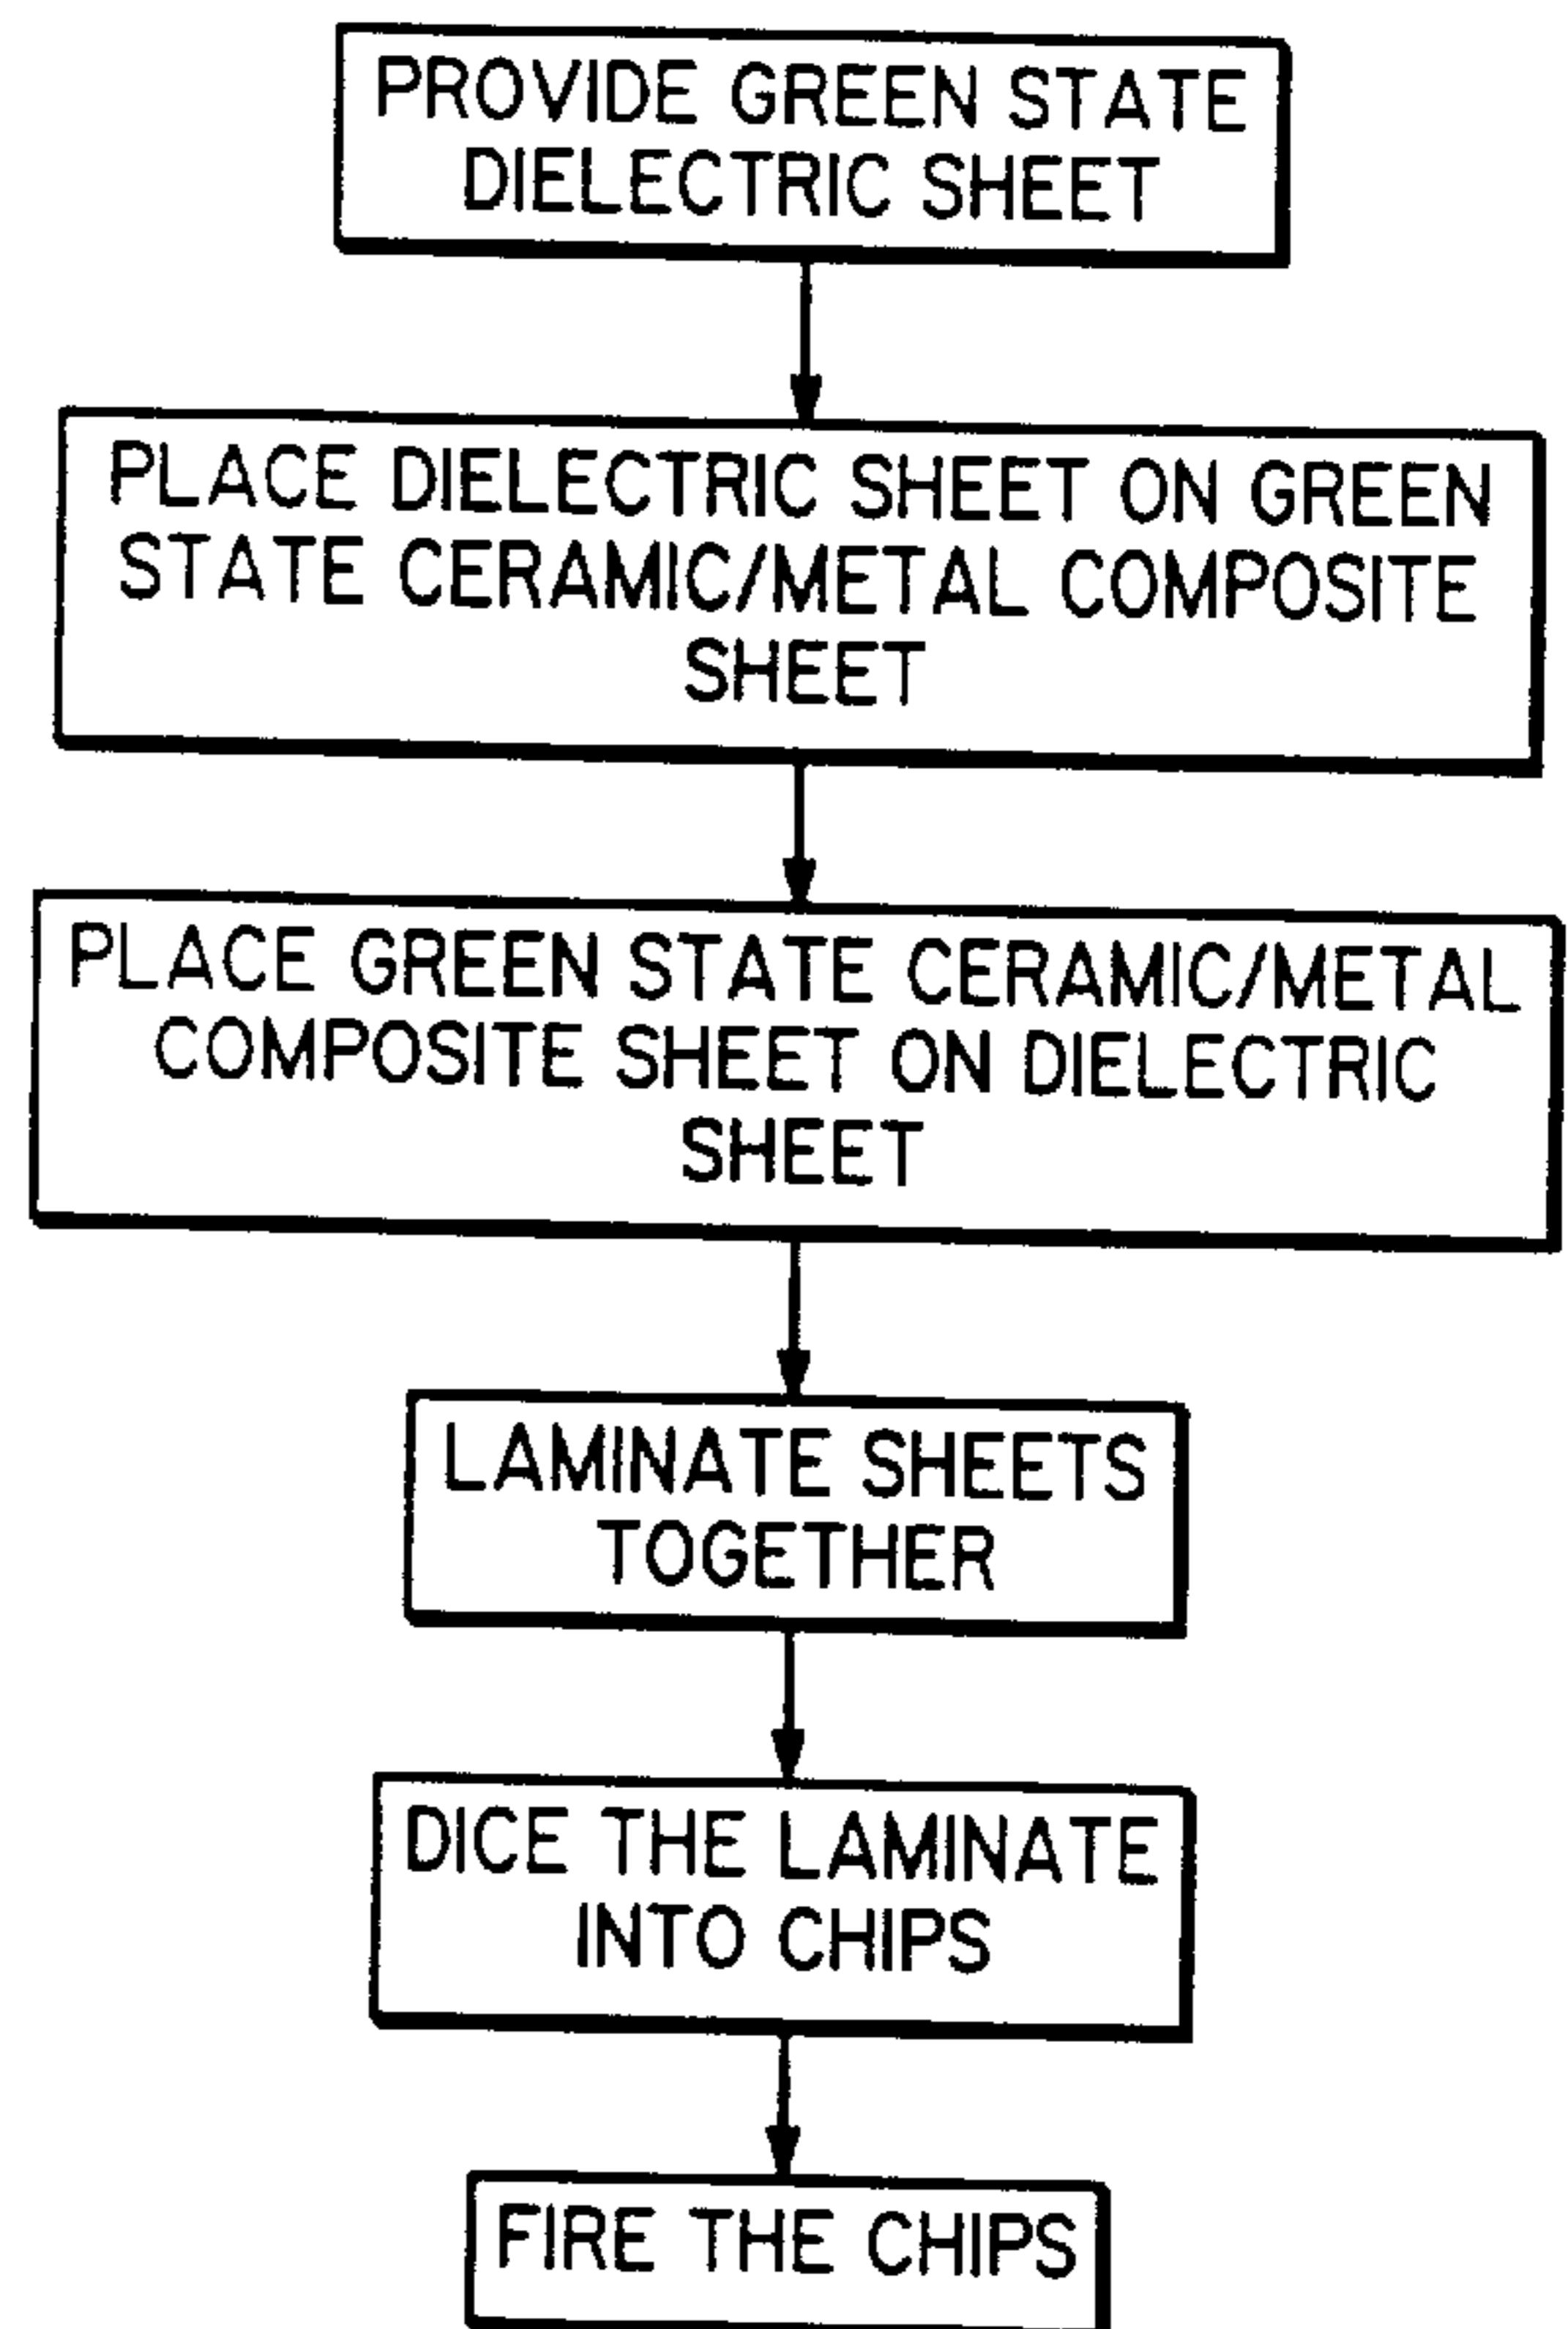 PROVIDE GREEN STATE
DIELECTRIC SHEET
PLACE DIELECTRIC SHEET ON GREEN
STATE CERAMIC/METAL COMPOSITE
SHEET
PLACE GREEN STATE CERAMIC/METAL
COMPOSITE SHEET ON DIELECTRIC
SHEET
LAMINATE SHEETS
TOGETHER
DICE THE LAMINATE
INTO CHIPS
FIRE THE CHIPS